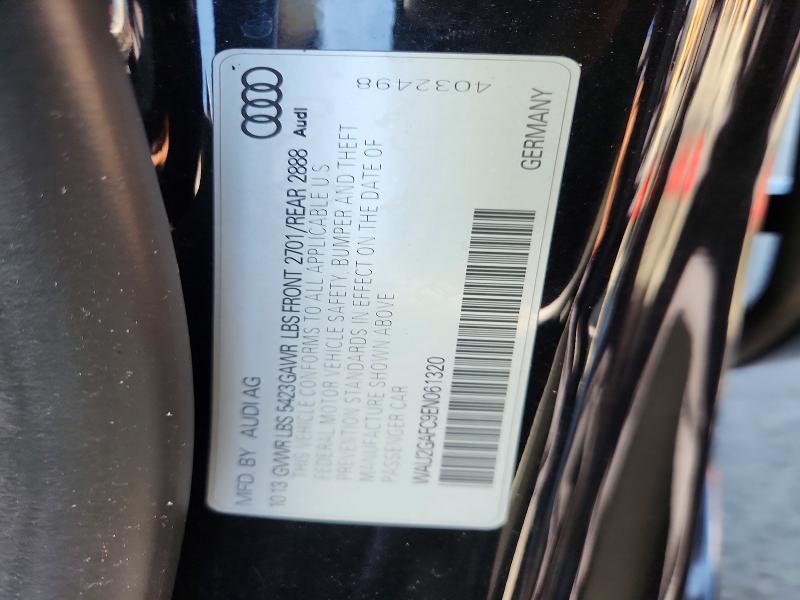 MFD. BY AUDI AG
10 13 GVWR LBS 5423 GAWR LBS FRONT 2701/REAR 2888
Audi
THIS VEHICLE CONFORMS TO ALL APPLICABLE U.S
FEDERAL MOTOR VEHICLE SAFETY, BUMPER AND THEFT
PREVENTION STANDARDS IN EFFECT ON THE DATE OF
MANUFACTURE SHOWN ABOVE
PASSENGER CAR
4032498
WAU2GAFC9EN061320
GERMANY